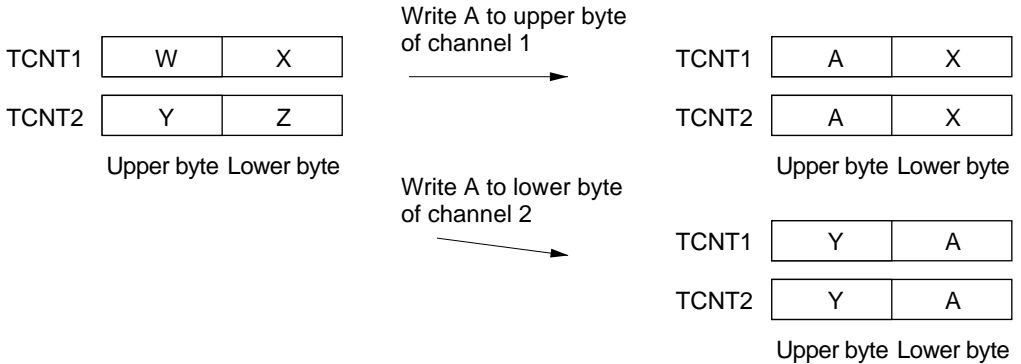 Write A to upper byte
of channel 1
TCNT1 W X TCNT1 A X
TCNT2 Y Z TCNT2 A X
Upper byte Lower byte Upper byte Lower byte
Write A to lower byte
of channel 2
TCNT1 Y A
TCNT2 Y A
Upper byte Lower byte